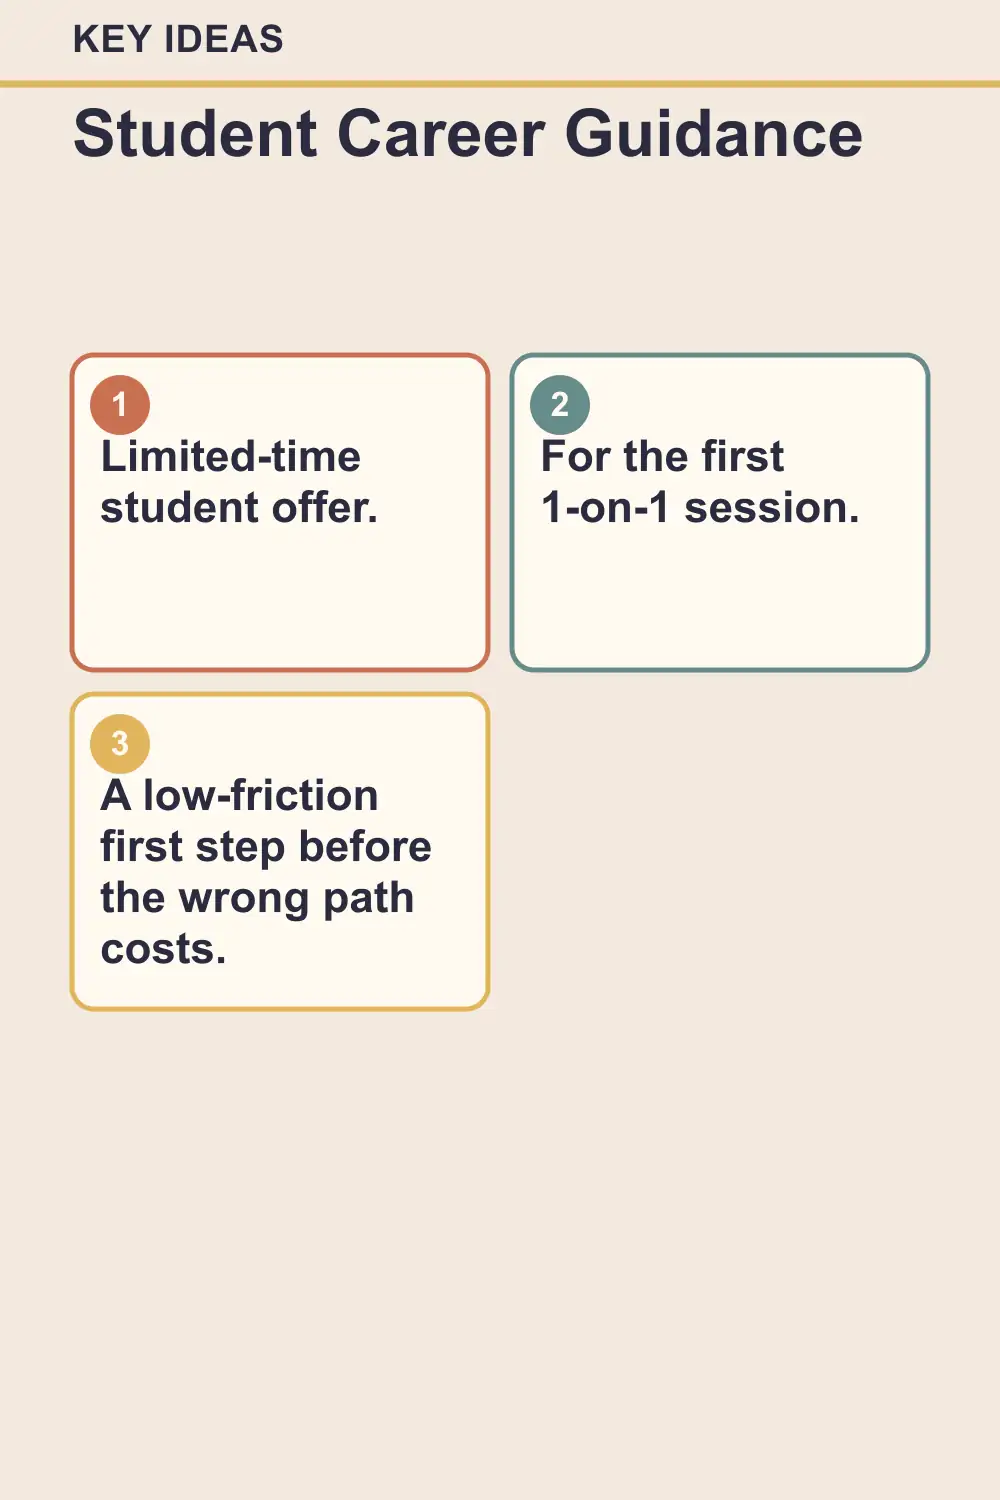 KEY IDEAS
Student Career Guidance
1
Limited-time
student offer.
2
For the first
1-on-1 session.
3
A low-friction
first step before
the wrong path
costs.